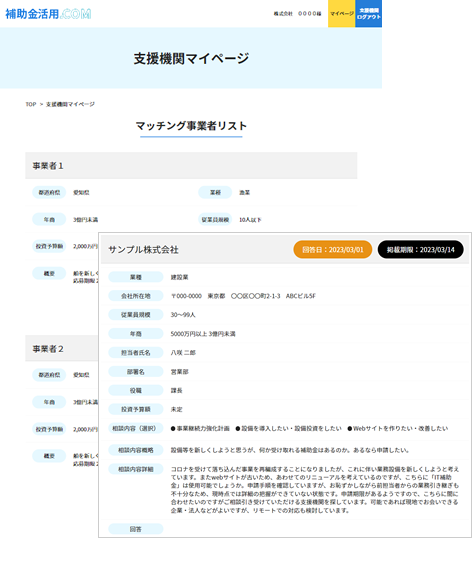 補助金活用.COM
株式会社 〇〇〇〇様
マイページ
支援機関
ログアウト
支援機関マイページ
TOP > 支援機関マイページ
マッチング事業者リスト
事業者１
都道府県 愛知県
業種 漁業
年商 3億円未満
従業員規模 10人以下
投資予算額 2,000万円
概要 船を新しく
応募期限
事業者２
都道府県 愛知県
年商 3億円未満
投資予算額 2,000万円
概要 船を新しく
応募期限
サンプル株式会社
回答日：2023/03/01
掲載期限：2023/03/14
業種 建設業
会社所在地 〒000-0000 東京都 〇〇区〇〇町2-1-3 ABCビル5F
従業員規模 30〜99人
年商 5000万円以上 3億円未満
担当者氏名 八咲 二郎
部署名 営業部
役職 課長
投資予算額 未定
相談内容（選択） ●事業継続力強化計画 ●設備を導入したい・設備投資をしたい ●Webサイトを作りたい・改善したい
相談内容概略 設備等を新しくしようと思うが、何か受け取れる補助金はあるのか。あるなら申請したい。
相談内容詳細 コロナを受けて落ち込んだ事業を再編成することになりましたが、これに伴い業務設備を新しくしようと考え
ています。またwebサイトが古いため、あわせてのリニューアルを考えているのですが、こちらに「IT補助
金」は使用可能でしょうか。申請手順を確認していますが、お恥ずかしながら前担当者からの業務引き継ぎも
不十分なため、現時点では詳細の把握ができていない状態です。申請期限があるようですので、こちらに間に
合わせたいのですがご相談引き受けていただける支援機関を探しています。可能であれば現地でお会いできる
企業・法人などがよいですが、リモートでの対応も検討しています。
回答